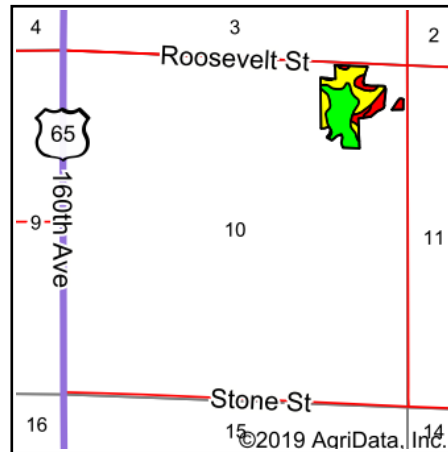 4 3 2
Roosevelt St
65
160th Ave
9 10 11
Stone St
16 15 14
©2019 AgriData, Inc.